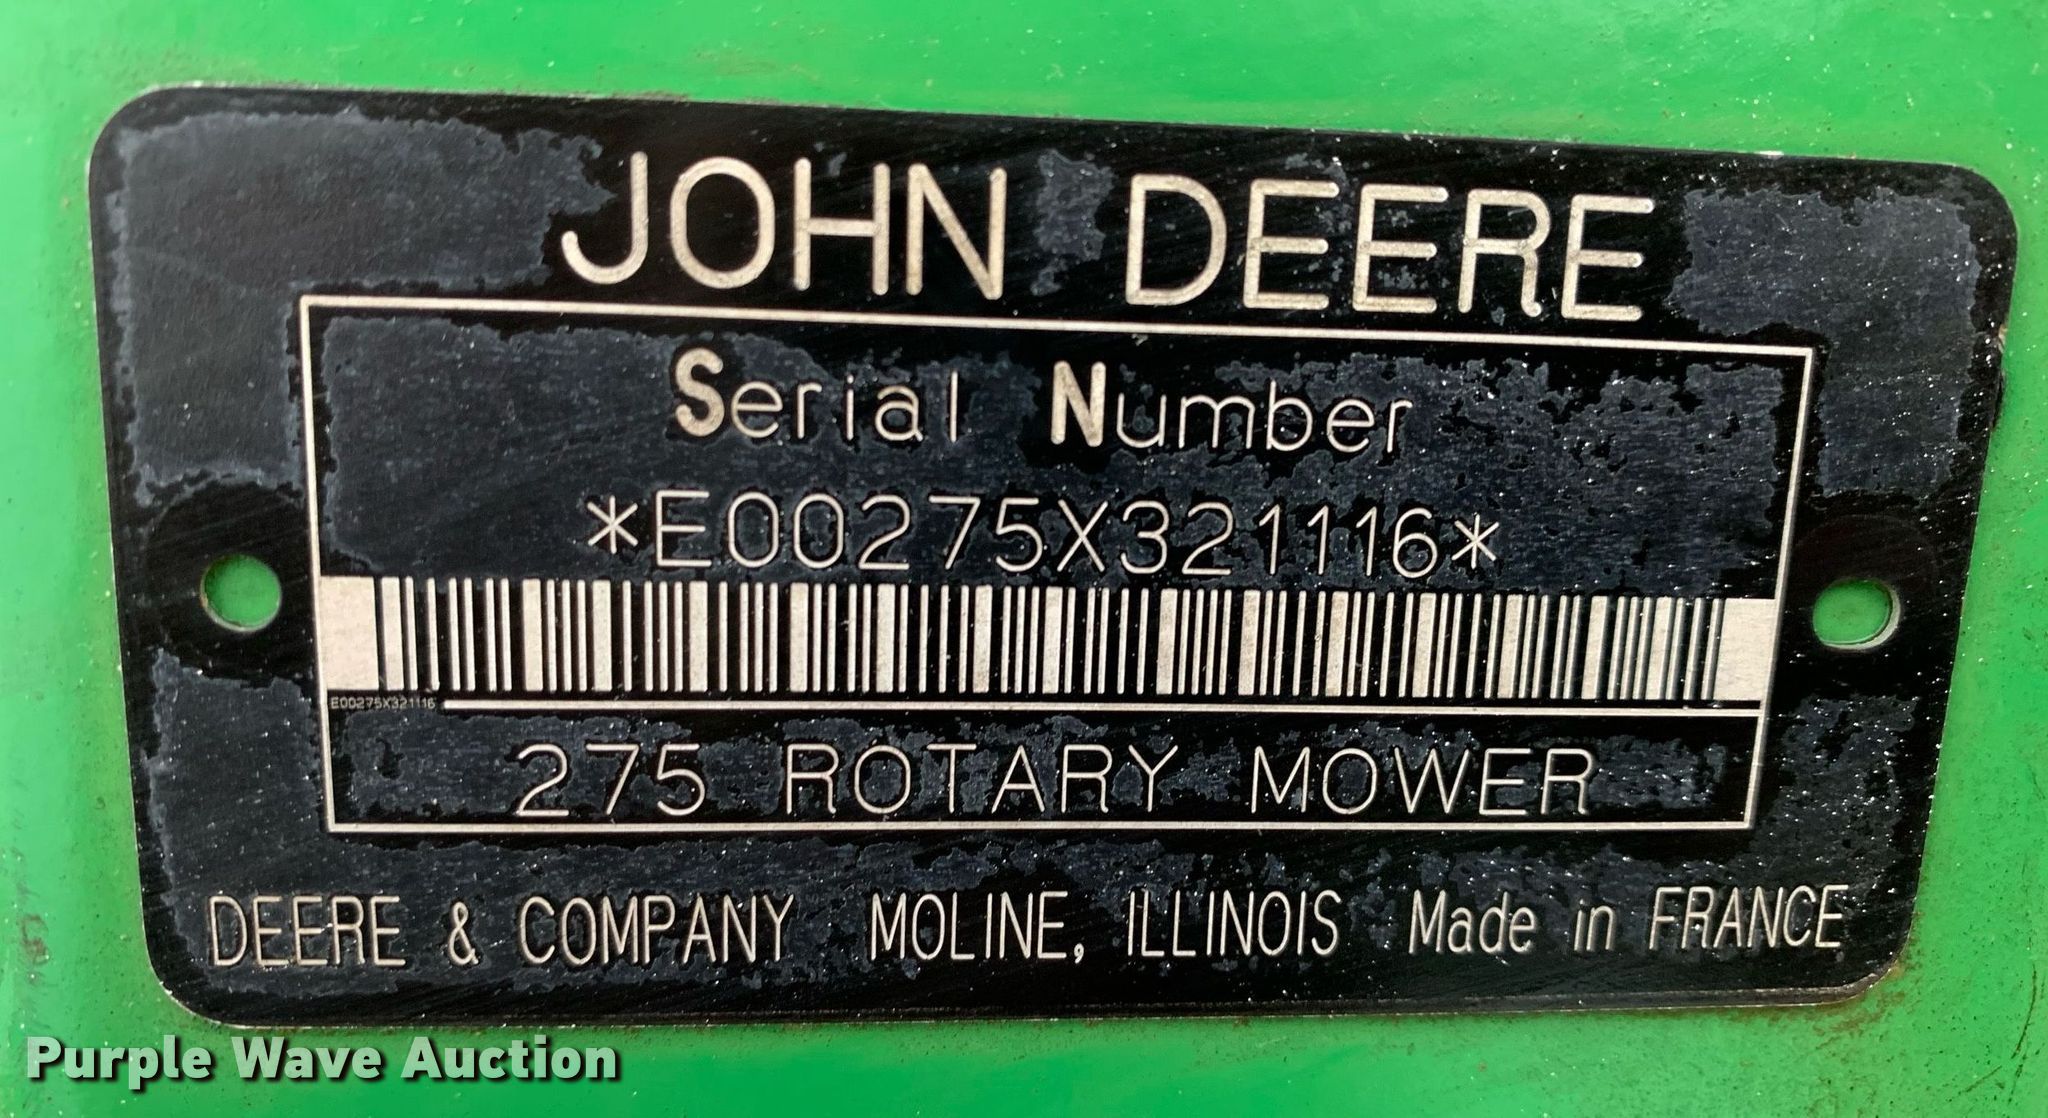 JOHN DEERE
Serial Number
*E00275X321116*
E00275X321116
275 ROTARY MOWER
DEERE & COMPANY MOLINE, ILLINOIS Made in FRANCE
Purple Wave Auction